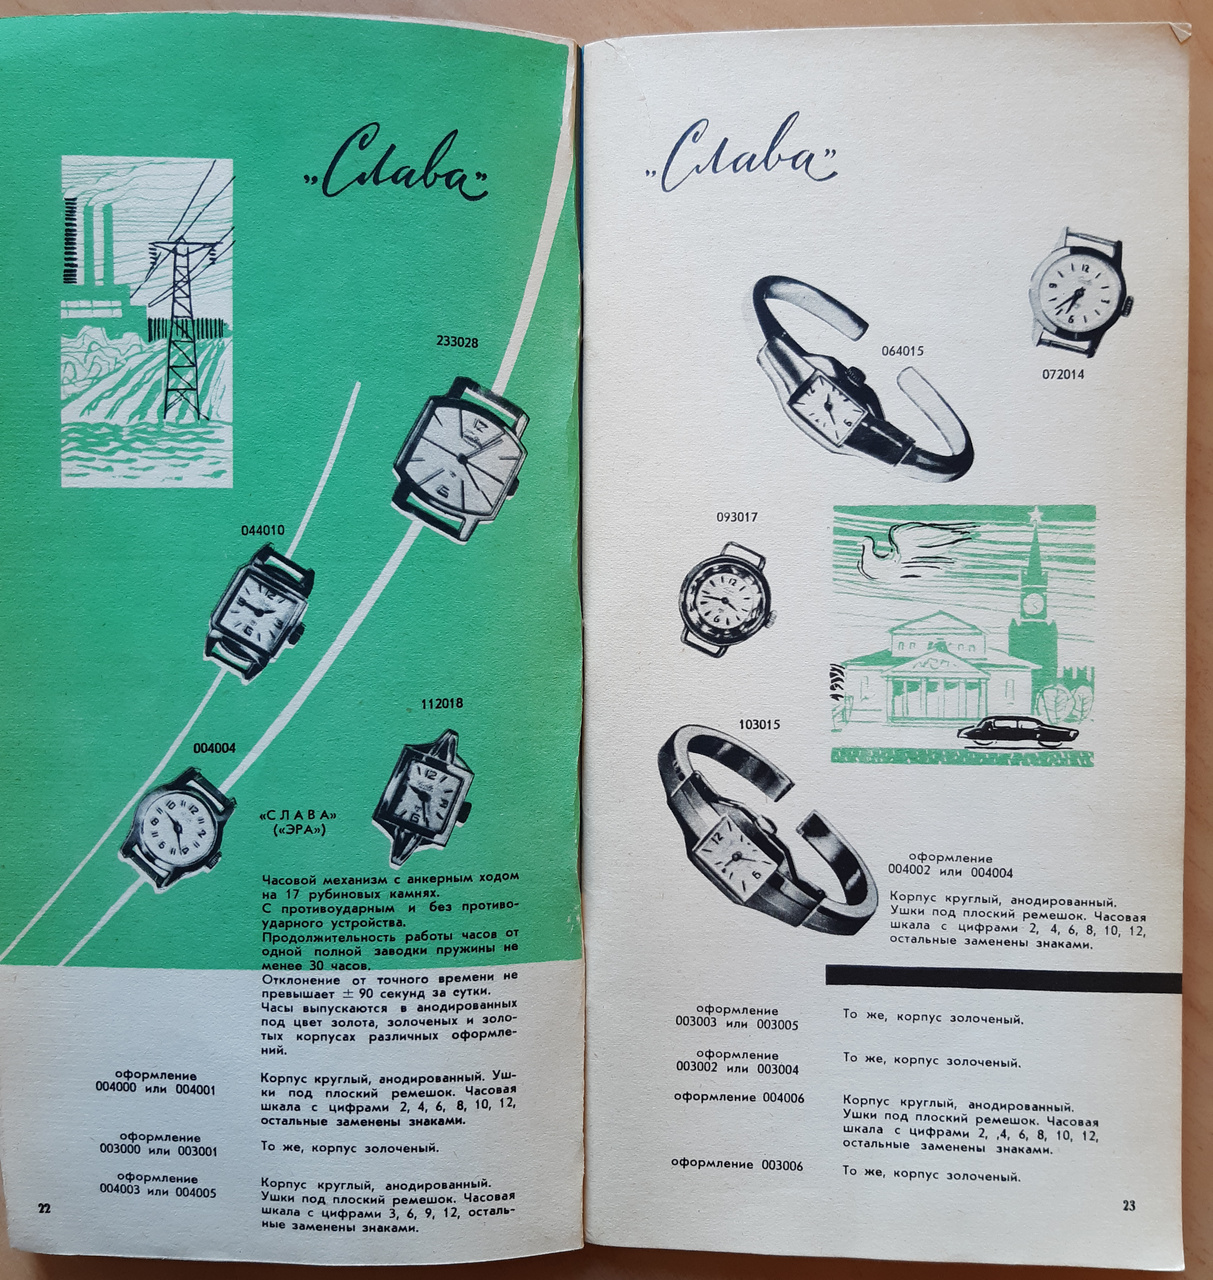 „Слава”
233028
044010
112018
004004
«СЛАВА»
(«ЭРА»)
Часовой механизм с анкерным ходом
на 17 рубиновых камнях.
С противоударным и без противо-
ударного устройства.
Продолжительность работы часов от
одной полной заводки пружины не
менее 30 часов.
Отклонение от точного времени не
превышает ± 90 секунд за сутки.
Часы выпускаются в анодированных
под цвет золота, золоченых и золо-
тых корпусах различных оформле-
ний.
оформление
004000 или 004001
Корпус круглый, анодированный. Уш-
ки под плоский ремешок. Часовая
шкала с цифрами 2, 4, 6, 8, 10, 12,
остальные заменены знаками.
оформление
003000 или 003001
То же, корпус золоченый.
оформление
004003 или 004005
Корпус круглый, анодированный.
Ушки под плоский ремешок. Часовая
шкала с цифрами 3, 6, 9, 12, осталь-
ные заменены знаками.
22
„Слава”
064015
072014
093017
103015
оформление
004002 или 004004
Корпус круглый, анодированный.
Ушки под плоский ремешок. Часовая
шкала с цифрами 2, 4, 6, 8, 10, 12,
остальные заменены знаками.
оформление
003003 или 003005
То же, корпус золоченый.
оформление
003002 или 003004
То же, корпус золоченый.
оформление 004006
Корпус круглый, анодированный.
Ушки под плоский ремешок. Часовая
шкала с цифрами 2, ,4, 6, 8, 10, 12,
остальные заменены знаками.
оформление 003006
То же, корпус золоченый.
23